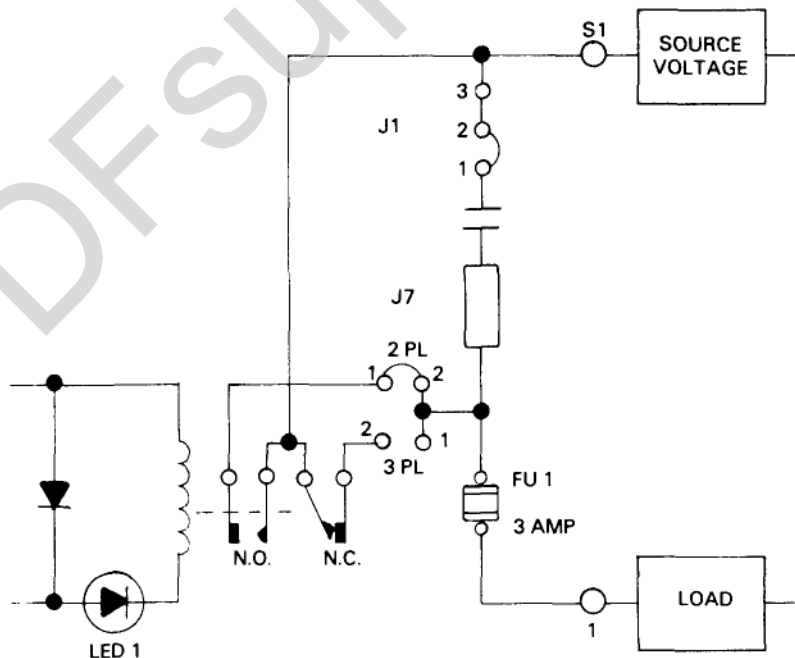 S1
SOURCE
VOLTAGE
3
J1
2
1
J7
2 PL
1
2
2
1
3 PL
FU 1
3 AMP
N.O.
N.C.
LED 1
1
LOAD